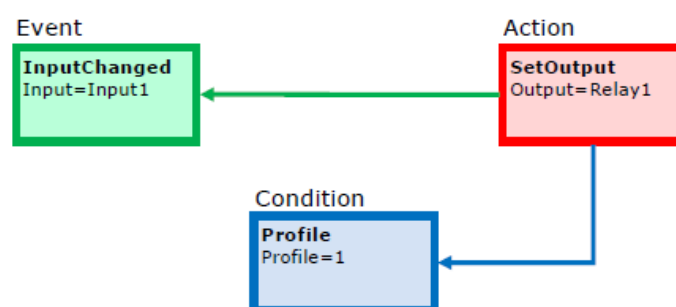 Event
InputChanged
Input=Input1
Action
SetOutput
Output=Relay1
Condition
Profile
Profile=1